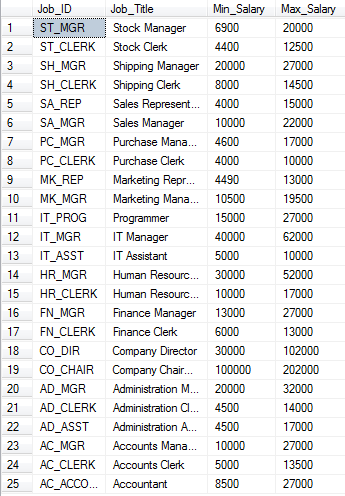 Job_ID Job_Title Min_Salary Max_Salary
1 ST_MGR Stock Manager 6900 20000
2 ST_CLERK Stock Clerk 4400 12500
3 SH_MGR Shipping Manager 20000 27000
4 SH_CLERK Shipping Clerk 8000 14500
5 SA_REP Sales Represent... 4000 15000
6 SA_MGR Sales Manager 10000 22000
7 PC_MGR Purchase Mana... 4600 17000
8 PC_CLERK Purchase Clerk 4000 10000
9 MK_REP Marketing Repr... 4490 13000
10 MK_MGR Marketing Mana... 10500 19500
11 IT_PROG Programmer 15000 27000
12 IT_MGR IT Manager 40000 62000
13 IT_ASST IT Assistant 5000 10000
14 HR_MGR Human Resourc... 30000 52000
15 HR_CLERK Human Resourc... 10000 17000
16 FN_MGR Finance Manager 13000 27000
17 FN_CLERK Finance Clerk 6000 13000
18 CO_DIR Company Director 30000 102000
19 CO_CHAIR Company Chair... 100000 202000
20 AD_MGR Administration M... 20000 32000
21 AD_CLERK Administration Cl... 4500 14000
22 AD_ASST Administration A... 4500 17000
23 AC_MGR Accounts Mana... 10000 27000
24 AC_CLERK Accounts Clerk 5000 13500
25 AC_ACCO... Accountant 8500 27000